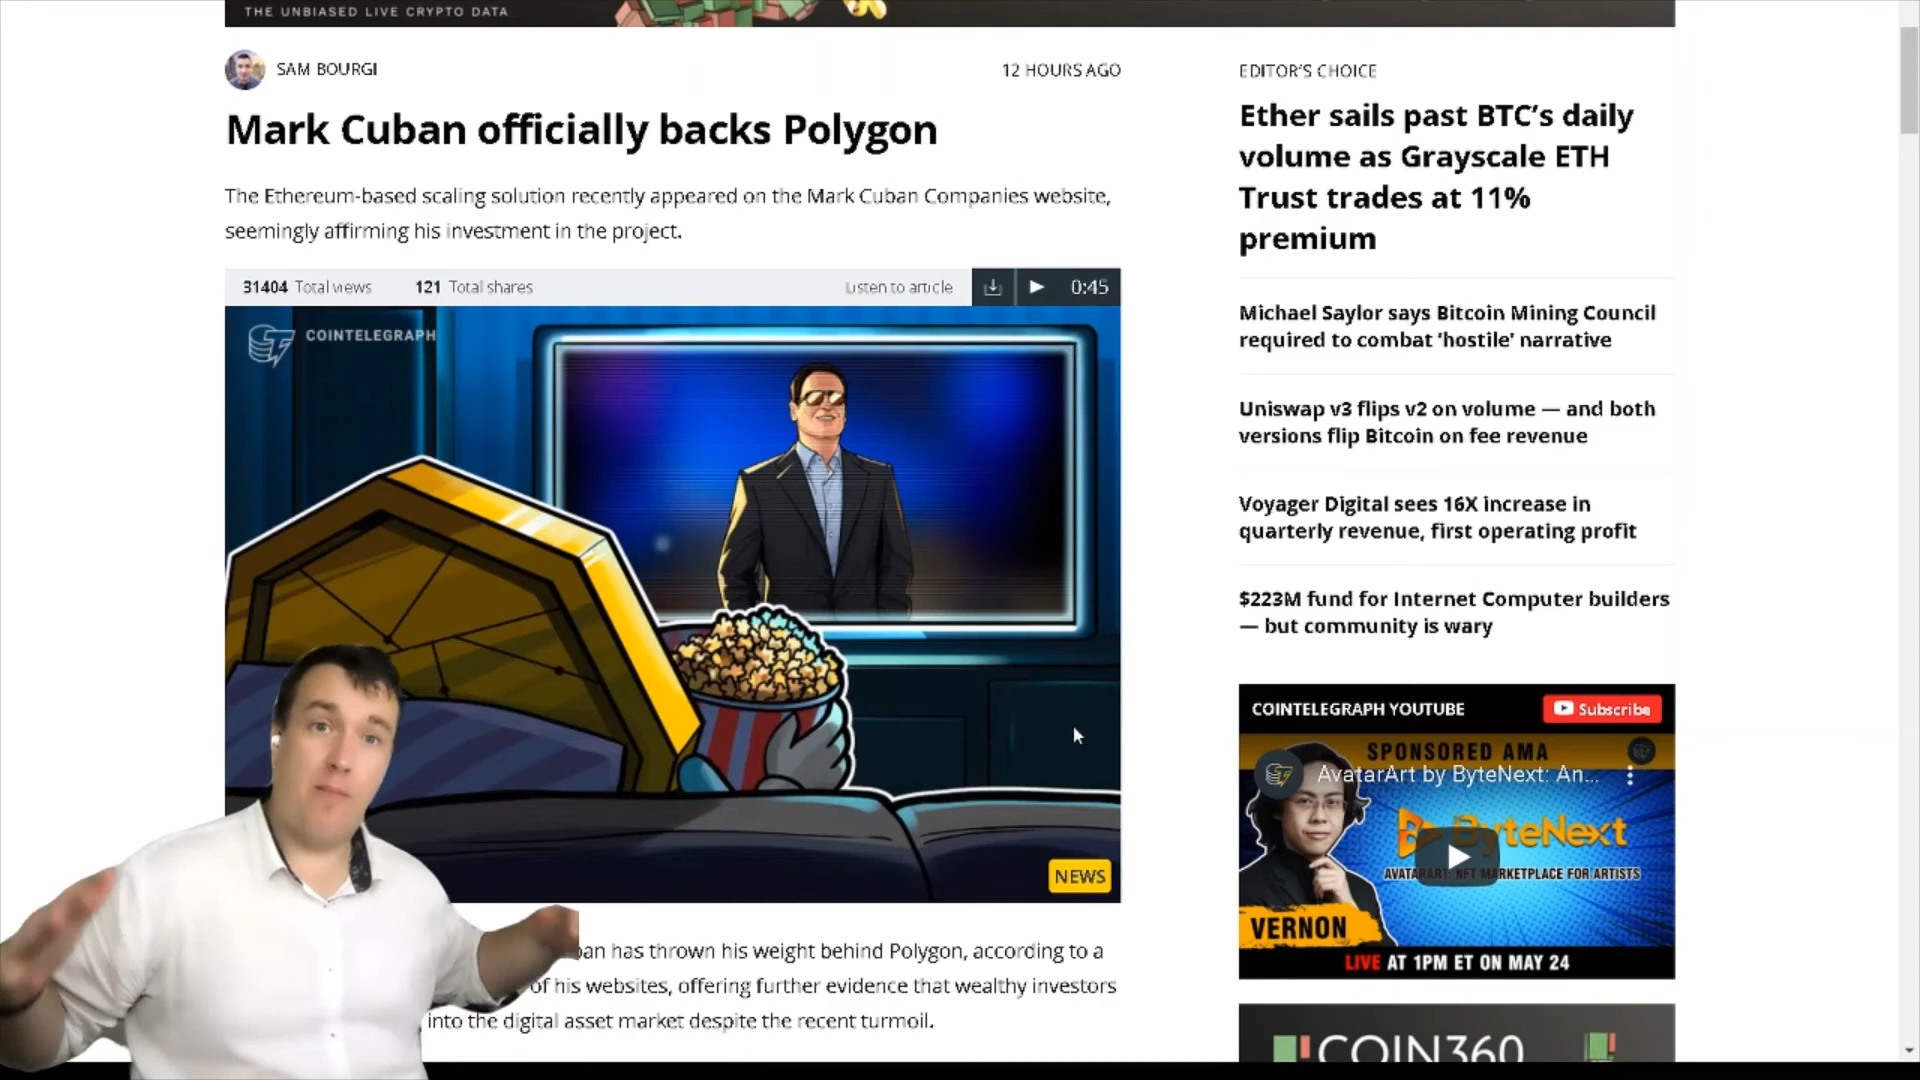 THE UNBIASED LIVE CRYPTO DATA
SAM BOURGI
12 HOURS AGO
Mark Cuban officially backs Polygon
The Ethereum-based scaling solution recently appeared on the Mark Cuban Companies website,
seemingly affirming his investment in the project.
31404 Total views 121 Total shares
Listen to article
0:45
COINTELEGRAPH
NEWS
has thrown his weight behind Polygon, according to a
of his websites, offering further evidence that wealthy investors
into the digital asset market despite the recent turmoil.
EDITOR'S CHOICE
Ether sails past BTC's daily
volume as Grayscale ETH
Trust trades at 11%
premium
Michael Saylor says Bitcoin Mining Council
required to combat 'hostile' narrative
Uniswap v3 flips v2 on volume — and both
versions flip Bitcoin on fee revenue
Voyager Digital sees 16X increase in
quarterly revenue, first operating profit
$223M fund for Internet Computer builders
— but community is wary
COINTELEGRAPH YOUTUBE
Subscribe
SPONSORED AMA
AvatarArt by ByteNext: An...
ByteNext
AVATARART: NFT MARKETPLACE FOR ARTISTS
VERNON
LIVE AT 1PM ET ON MAY 24
COIN360